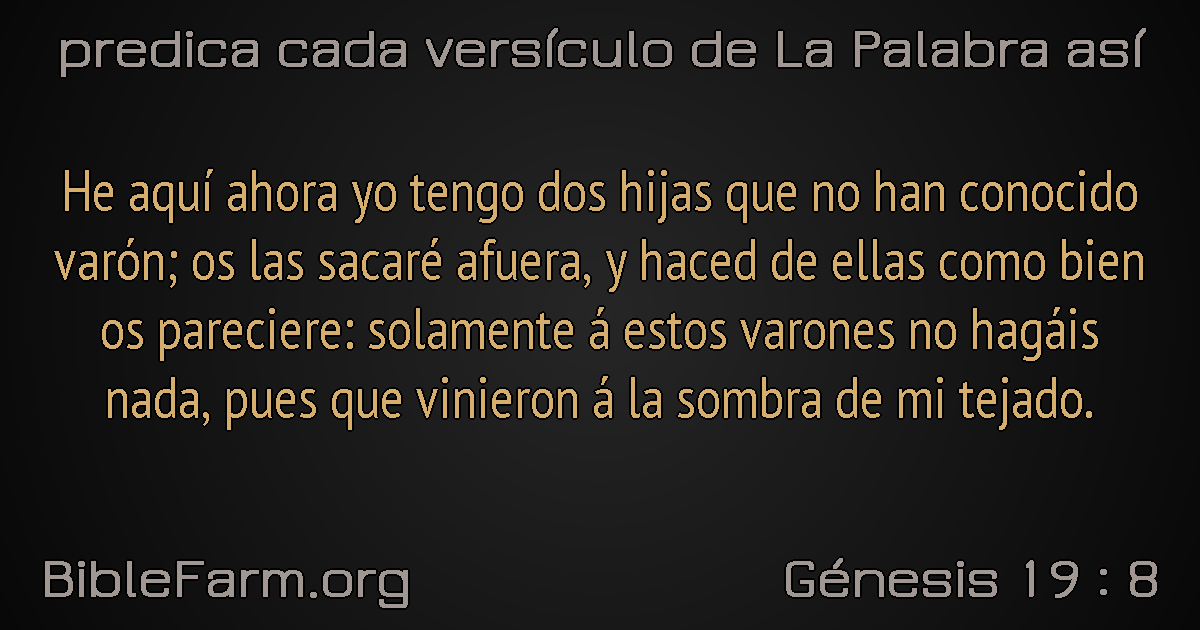 predica cada versículo de La Palabra así
He aquí ahora yo tengo dos hijas que no han conocido
varón; os las sacaré afuera, y haced de ellas como bien
os pareciere: solamente á estos varones no hagáis
nada, pues que vinieron á la sombra de mi tejado.
BibleFarm.org
Génesis 19 : 8